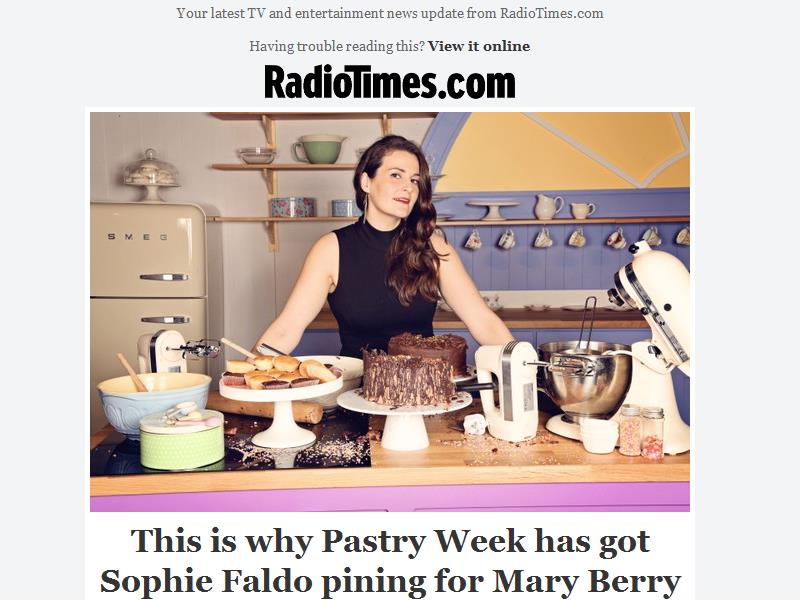 Your latest TV and entertainment news update from RadioTimes.com
Having trouble reading this? View it online
RadioTimes.com
SMEG
This is why Pastry Week has got
Sophie Faldo pining for Mary Berry